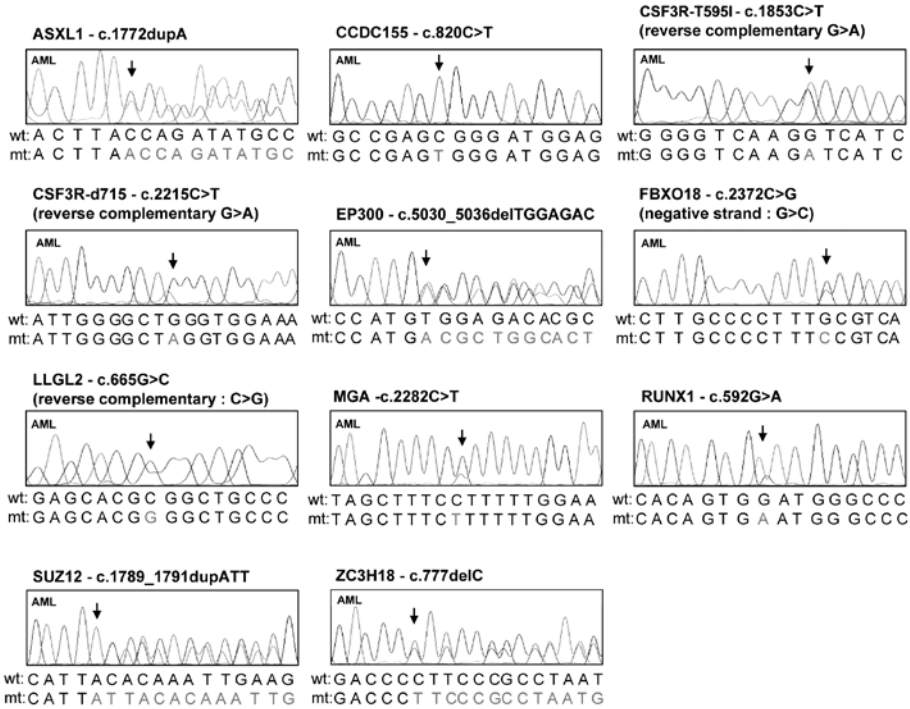 ASXL1 - c.1772dupA
AML
wt: A C T T A C C A G A T A T G C C
mt: A C T T A A C C A G A T A T G C
CCDC155 - c.820C>T
AML
wt: G C C G A G C G G G A T G G A G
mt: G C C G A G T G G G A T G G A G
CSF3R-T595I - c.1853C>T
(reverse complementary G>A)
AML
wt: G G G G T C A A G G T C A T C
mt: G G G G T C A A G A T C A T C
CSF3R-d715 - c.2215C>T
(reverse complementary G>A)
AML
wt: A T T G G G G C T G G G T G G A A A
mt: A T T G G G G C T A G G T G G A A A
EP300 - c.5030_5036delTGGAGAC
AML
wt: C C A T G T G G A G A C A C G C
mt: C C A T G A C G C T G G C A C T
FBXO18 - c.2372C>G
(negative strand : G>C)
AML
wt: C T T G C C C C T T T G C G T C A
mt: C T T G C C C C T T T C C G T C A
LLGL2 - c.665G>C
(reverse complementary : C>G)
AML
wt: G A G C A C G C G G C T G C C C
mt: G A G C A C G G G G C T G C C C
MGA -c.2282C>T
AML
wt: T A G C T T T C C T T T T T G G A A
mt: T A G C T T T C T T T T T T G G A A
RUNX1 - c.592G>A
AML
wt: C A C A G T G G A T G G G C C C
mt: C A C A G T G A A T G G G C C C
SUZ12 - c.1789_1791dupATT
AML
wt: C A T T A C A C A A A T T G A A G
mt: C A T T A T T A C A C A A A T T G
ZC3H18 - c.777delC
AML
wt: G A C C C C T T C C C G C C T A A T
mt: G A C C C T T C C C G C C T A A T G